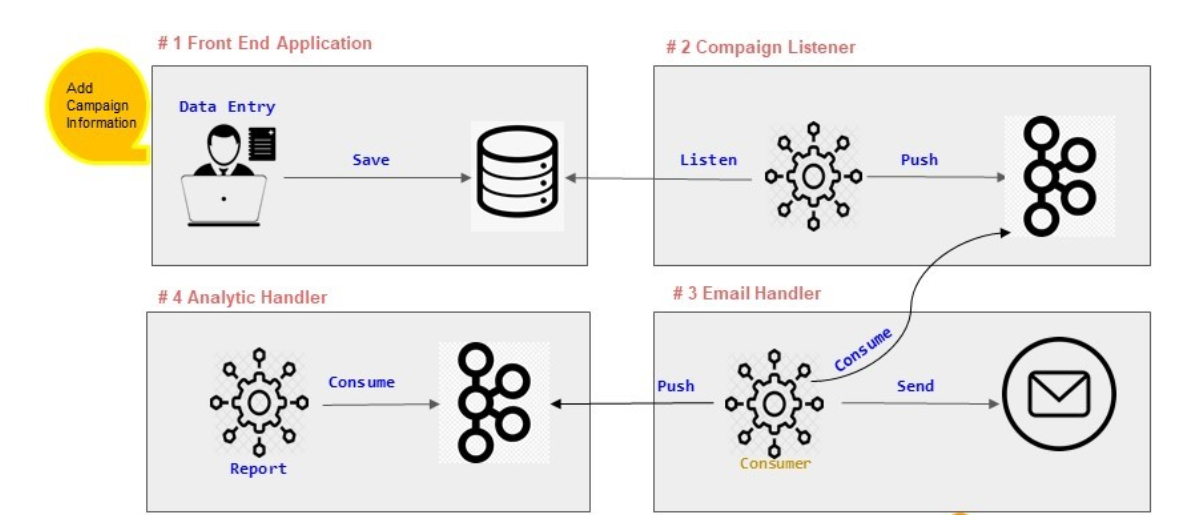 # 1 Front End Application
# 2 Compaign Listener
Add
Campaign
Information
Data Entry
Save
Listen
Push
# 4 Analytic Handler
# 3 Email Handler
Consume
Report
Push
Consume
Send
Consumer